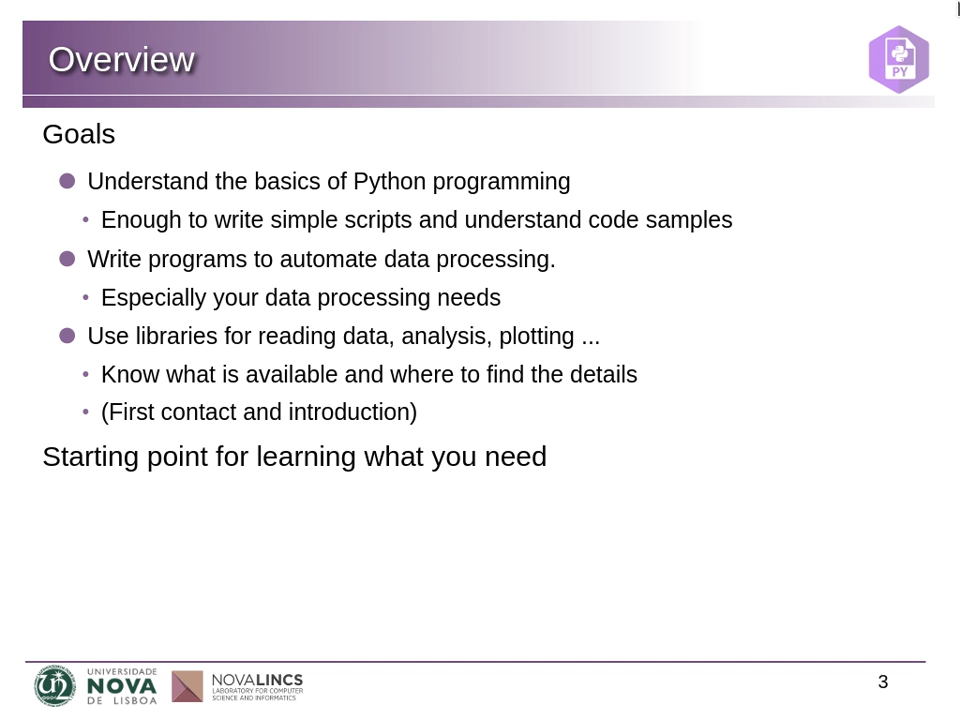 Overview
PY
Goals
Understand the basics of Python programming
• Enough to write simple scripts and understand code samples
Write programs to automate data processing.
• Especially your data processing needs
Use libraries for reading data, analysis, plotting ...
• Know what is available and where to find the details
• (First contact and introduction)
Starting point for learning what you need
UNIVERSIDADE
NOVA
DE LISBOA
NOVALINCS
LABORATORY FOR COMPUTER
SCIENCE AND INFORMATICS
3